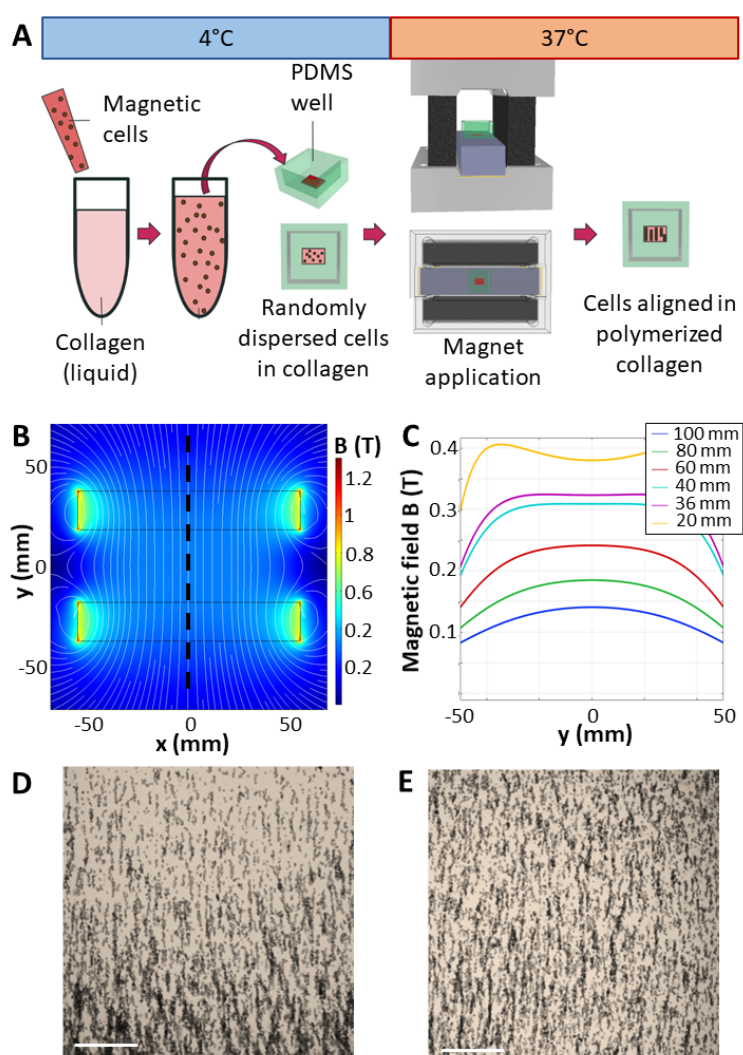 A
4°C
37°C
Magnetic
cells
PDMS
well
Collagen
(liquid)
Randomly
dispersed cells
in collagen
Magnet
application
Cells aligned in
polymerized
collagen
B
B (T)
50
0
-50
y (mm)
-50
0
50
x (mm)
1.2
1
0.8
0.6
0.4
0.2
0.2
C
100 mm
80 mm
60 mm
40 mm
36 mm
20 mm
0.4
0.3
0.2
0.1
Magnetic field B (T)
-50
0
50
y (mm)
D
E